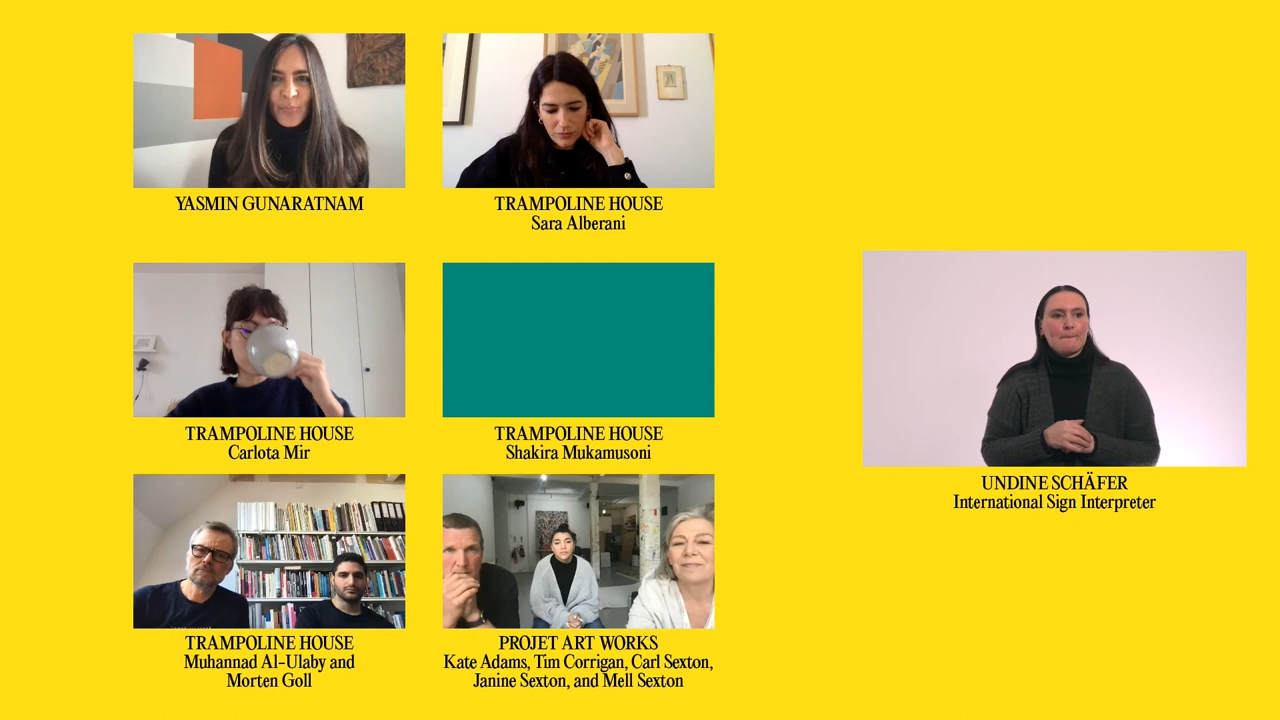 YASMIN GUNARATNAM
TRAMPOLINE HOUSE
Sara Alberani
TRAMPOLINE HOUSE
Carlota Mir
TRAMPOLINE HOUSE
Shakira Mukamusoni
UNDINE SCHÄFER
International Sign Interpreter
TRAMPOLINE HOUSE
Muhannad Al-Ulaby and
Morten Goll
PROJET ART WORKS
Kate Adams, Tim Corrigan, Carl Sexton,
Janine Sexton, and Mell Sexton